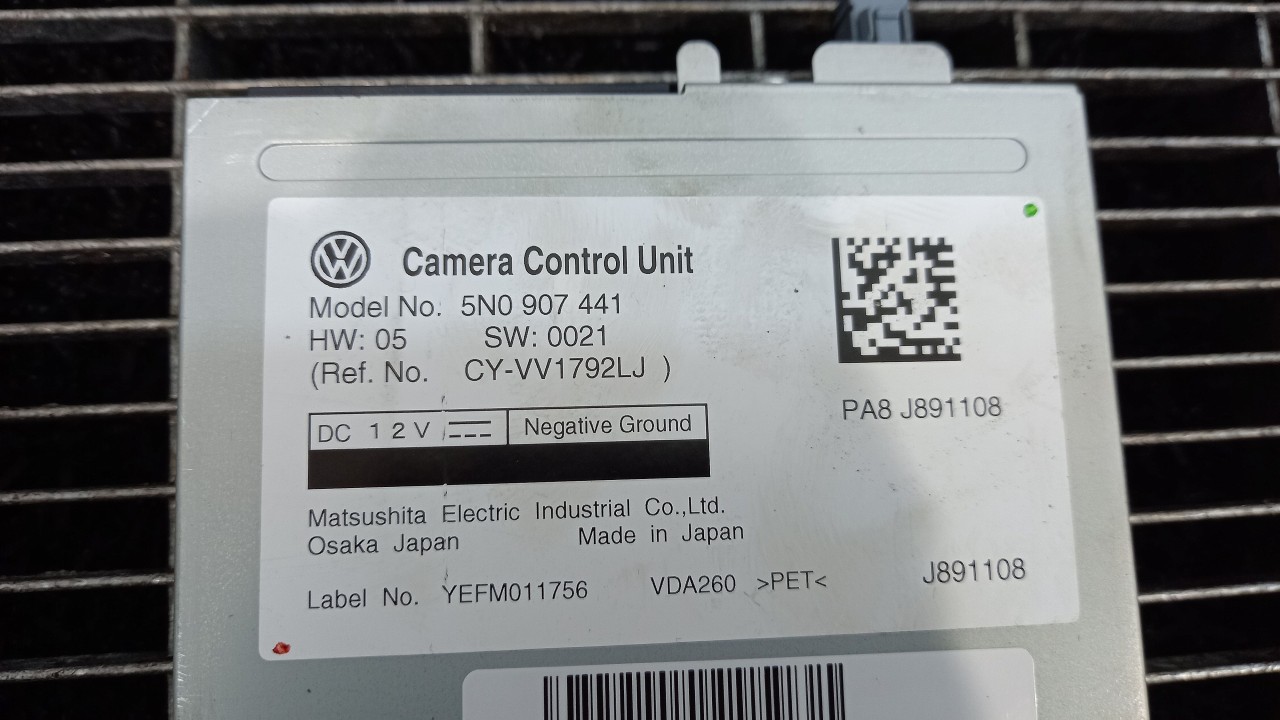 Camera Control Unit
Model No. 5N0 907 441
HW: 05 SW: 0021
(Ref. No. CY-VV1792LJ )
PA8 J891108
DC 12V Negative Ground
Matsushita Electric Industrial Co.,Ltd.
Osaka Japan Made in Japan
Label No. YEFM011756 VDA260 >PET< J891108